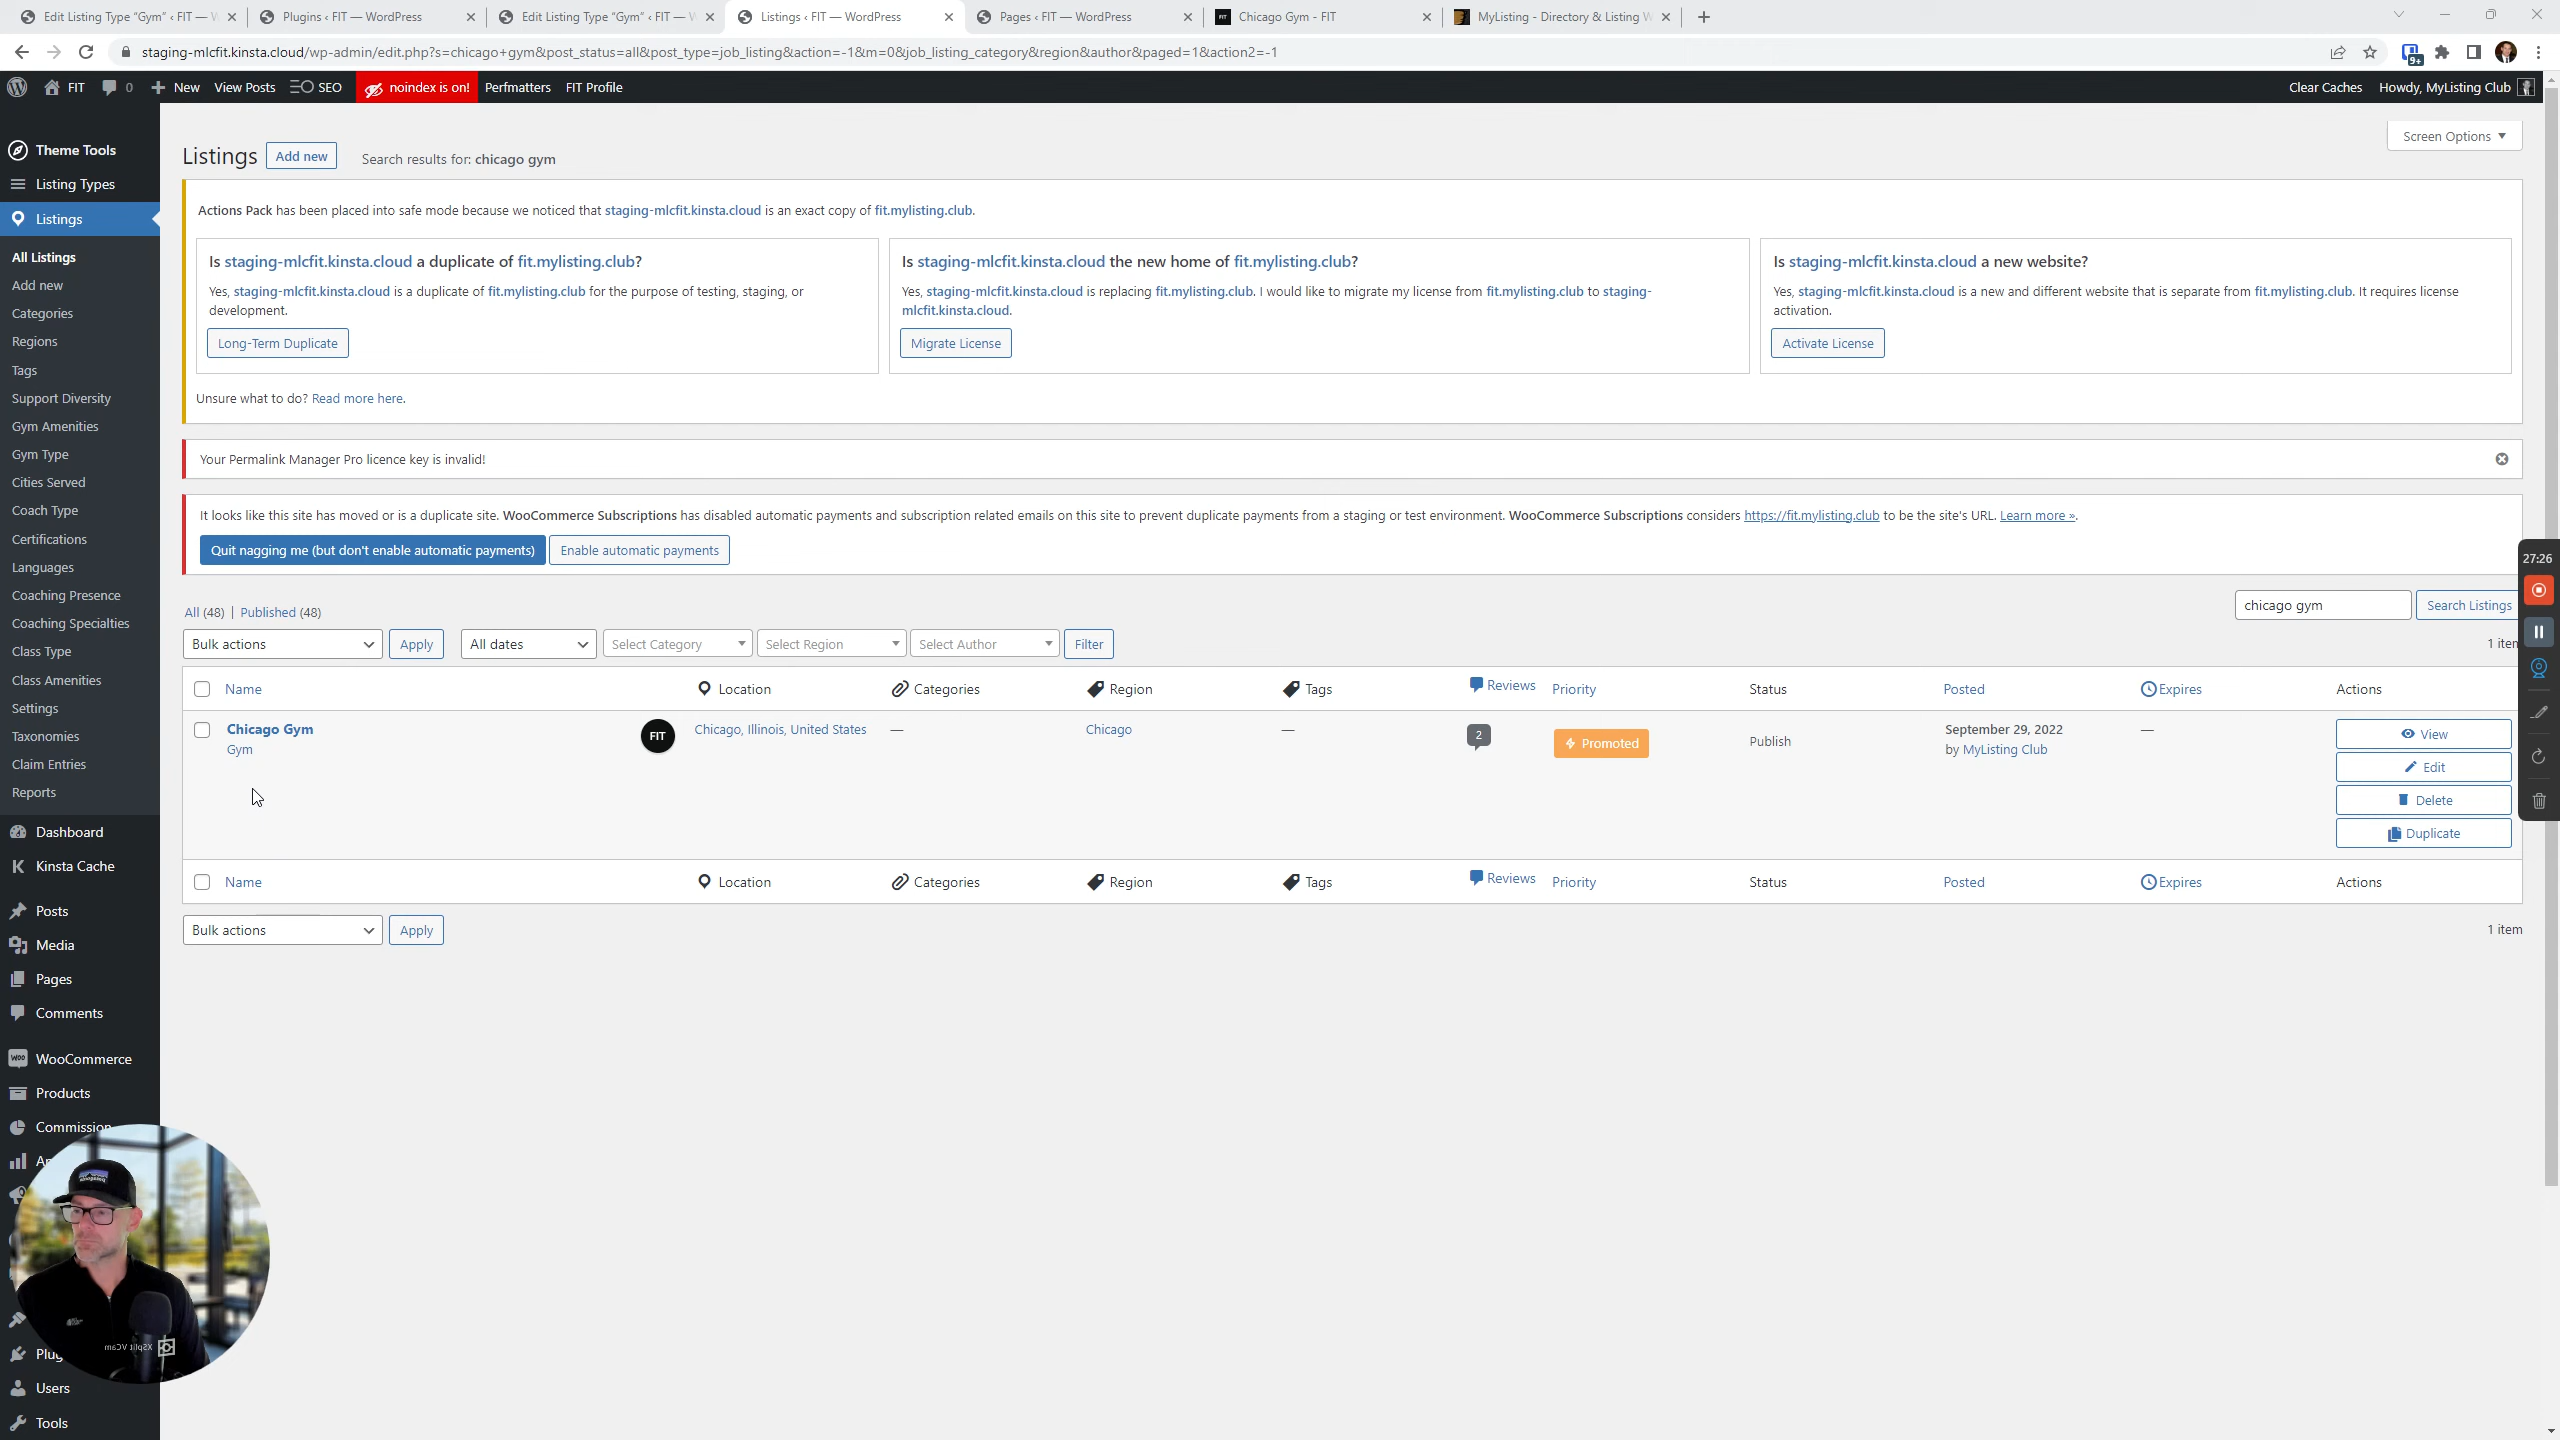 Edit Listing Type "Gym" ‹ FIT — W
Plugins ‹ FIT — WordPress
Edit Listing Type "Gym" ‹ FIT — W
Listings ‹ FIT — WordPress
Pages ‹ FIT — WordPress
FIT
Chicago Gym - FIT
MyListing - Directory & Listing W
staging-mlcfit.kinsta.cloud/wp-admin/edit.php?s=chicago+gym&post_status=all&post_type=job_listing&action=-1&m=0&job_listing_category&region&author&paged=1&action2=-1
9+
FIT
0
New
View Posts
SEO
noindex is on!
Perfmatters
FIT Profile
Clear Caches
Howdy, MyListing Club
Theme Tools
Listing Types
Listings
All Listings
Add new
Categories
Regions
Tags
Support Diversity
Gym Amenities
Gym Type
Cities Served
Coach Type
Certifications
Languages
Coaching Presence
Coaching Specialties
Class Type
Class Amenities
Settings
Taxonomies
Claim Entries
Reports
Dashboard
Kinsta Cache
Posts
Media
Pages
Comments
WooCommerce
Products
Commission
Plug
Users
Tools
Screen Options
Listings
Add new
Search results for: chicago gym
Actions Pack has been placed into safe mode because we noticed that staging-mlcfit.kinsta.cloud is an exact copy of fit.mylisting.club.
Is staging-mlcfit.kinsta.cloud a duplicate of fit.mylisting.club?
Yes, staging-mlcfit.kinsta.cloud is a duplicate of fit.mylisting.club for the purpose of testing, staging, or
development.
Long-Term Duplicate
Is staging-mlcfit.kinsta.cloud the new home of fit.mylisting.club?
Yes, staging-mlcfit.kinsta.cloud is replacing fit.mylisting.club. I would like to migrate my license from fit.mylisting.club to staging-
mlcfit.kinsta.cloud.
Migrate License
Is staging-mlcfit.kinsta.cloud a new website?
Yes, staging-mlcfit.kinsta.cloud is a new and different website that is separate from fit.mylisting.club. It requires license
activation.
Activate License
Unsure what to do? Read more here.
Your Permalink Manager Pro licence key is invalid!
It looks like this site has moved or is a duplicate site. WooCommerce Subscriptions has disabled automatic payments and subscription related emails on this site to prevent duplicate payments from a staging or test environment. WooCommerce Subscriptions considers https://fit.mylisting.club to be the site's URL. Learn more ».
Quit nagging me (but don't enable automatic payments)
Enable automatic payments
27:26
All (48) | Published (48)
chicago gym
Search Listings
Bulk actions
Apply
All dates
Select Category
Select Region
Select Author
Filter
1 item
Name
Location
Categories
Region
Tags
Reviews
Priority
Status
Posted
Expires
Actions
Chicago Gym
Gym
FIT
Chicago, Illinois, United States
—
Chicago
—
2
Promoted
Publish
September 29, 2022
by MyListing Club
—
View
Edit
Delete
Duplicate
Name
Location
Categories
Region
Tags
Reviews
Priority
Status
Posted
Expires
Actions
Bulk actions
Apply
1 item
XSplit VCam